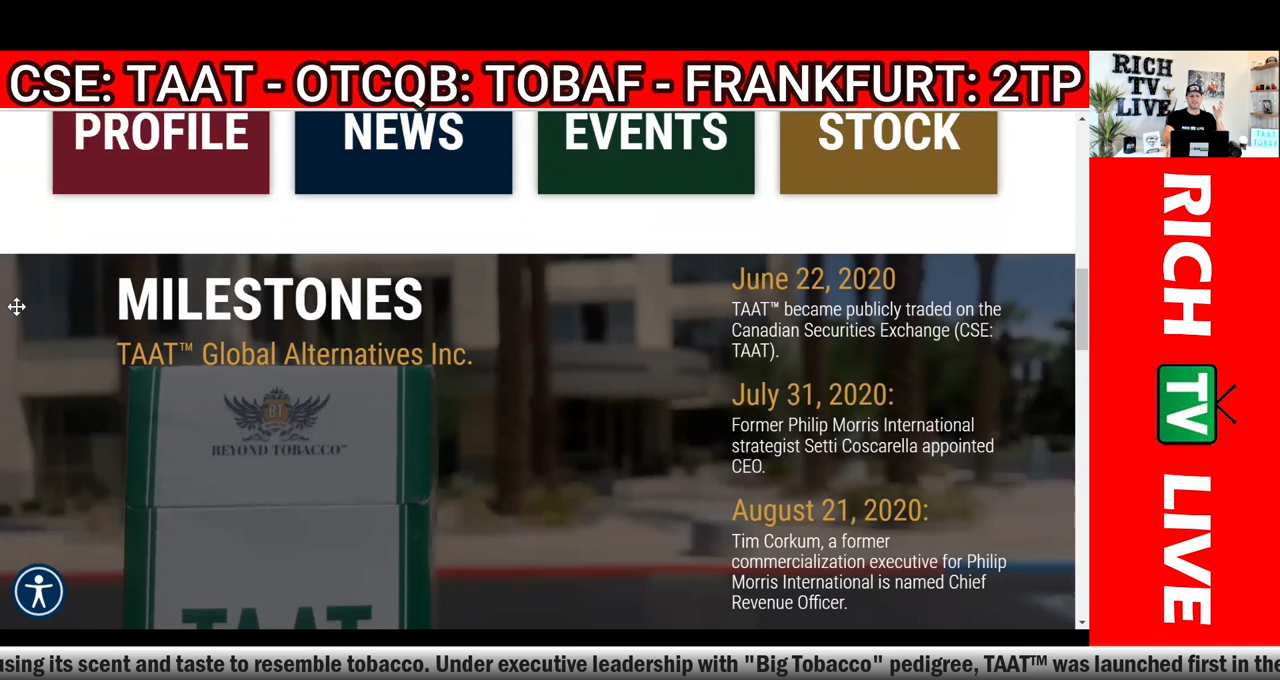 CSE: TAAT - OTCQB: TOBAF - FRANKFURT: 2TP
RICH
TV
LIVE
PROFILE
NEWS
EVENTS
STOCK
MILESTONES
TAAT™ Global Alternatives Inc.
BT
BEYOND TOBACCO™
TAAT
June 22, 2020
TAAT™ became publicly traded on the
Canadian Securities Exchange (CSE:
TAAT).
July 31, 2020:
Former Philip Morris International
strategist Setti Coscarella appointed
CEO.
August 21, 2020:
Tim Corkum, a former
commercialization executive for Philip
Morris International is named Chief
Revenue Officer.
RICH TV LIVE
using its scent and taste to resemble tobacco. Under executive leadership with "Big Tobacco" pedigree, TAAT™ was launched first in the